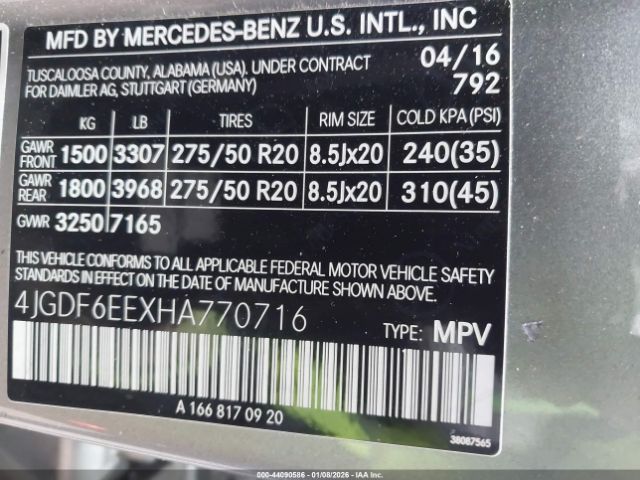 MFD BY MERCEDES-BENZ U.S. INTL., INC
TUSCALOOSA COUNTY, ALABAMA (USA). UNDER CONTRACT 04/16
FOR DAIMLER AG, STUTTGART (GERMANY) 792
KG LB TIRES RIM SIZE COLD KPA (PSI)
GAWR FRONT 1500 3307 275/50 R20 8.5Jx20 240(35)
GAWR REAR 1800 3968 275/50 R20 8.5Jx20 310(45)
GVWR 3250 7165
THIS VEHICLE CONFORMS TO ALL APPLICABLE FEDERAL MOTOR VEHICLE SAFETY
STANDARDS IN EFFECT ON THE DATE OF MANUFACTURE SHOWN ABOVE.
4JGDF6EEXHA770716
TYPE: MPV
A 166 817 09 20
38087565
000-44090586 - 01/08/2026 - IAA Holdings, LLC